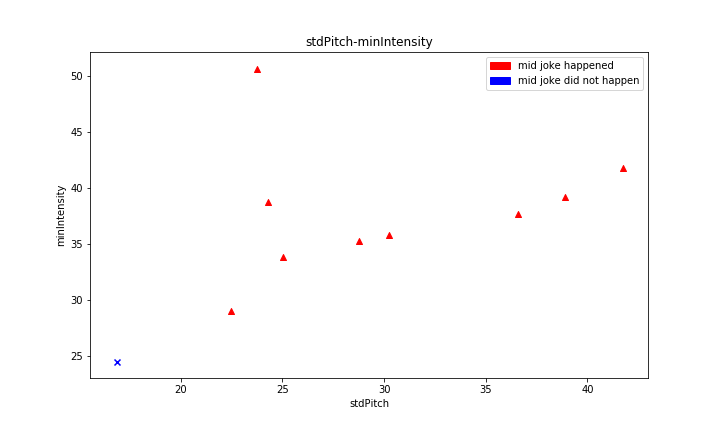 stdPitch-minIntensity
mid joke happened
mid joke did not happen
50
45
40
35
30
25
minIntensity
20 25 30 35 40
stdPitch